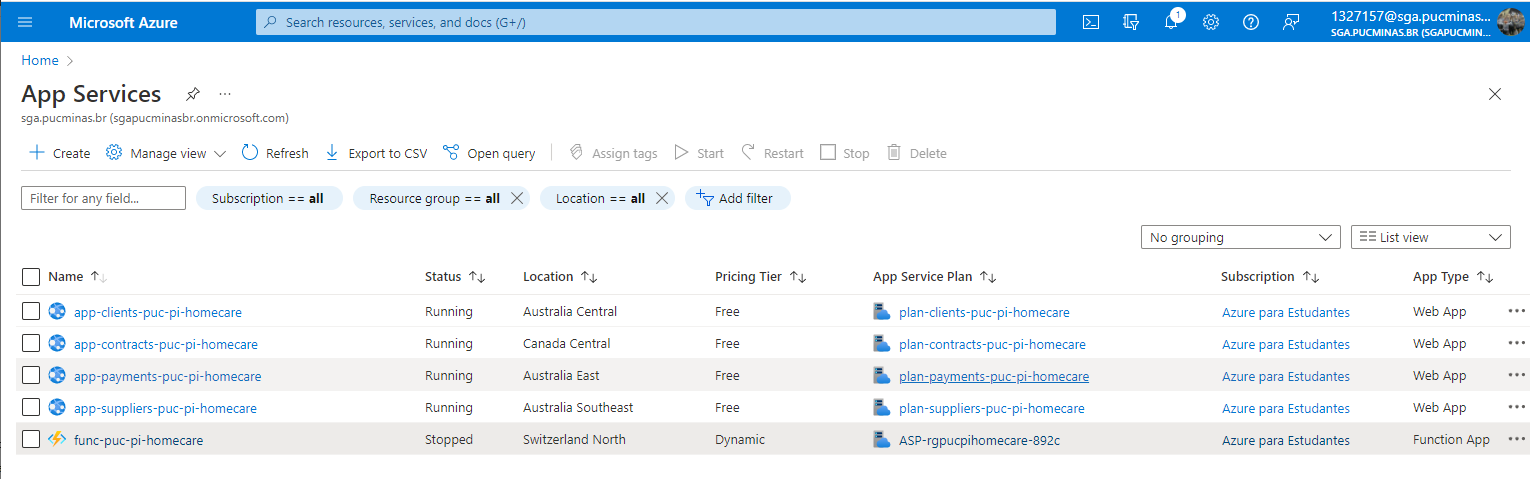 Microsoft Azure Search resources, services, and docs (G+/) 1 1327157@sga.pucminas...
SGA.PUCMINAS.BR (SGAPUCMIN...
Home >
App Services ...
sga.pucminas.br (sgapucminasbr.onmicrosoft.com)
Create Manage view Refresh Export to CSV Open query Assign tags Start Restart Stop Delete
Filter for any field... Subscription == all Resource group == all Location == all Add filter
No grouping List view
Name Status Location Pricing Tier App Service Plan Subscription App Type
app-clients-puc-pi-homecare Running Australia Central Free plan-clients-puc-pi-homecare Azure para Estudantes Web App ...
app-contracts-puc-pi-homecare Running Canada Central Free plan-contracts-puc-pi-homecare Azure para Estudantes Web App ...
app-payments-puc-pi-homecare Running Australia East Free plan-payments-puc-pi-homecare Azure para Estudantes Web App ...
app-suppliers-puc-pi-homecare Running Australia Southeast Free plan-suppliers-puc-pi-homecare Azure para Estudantes Web App ...
func-puc-pi-homecare Stopped Switzerland North Dynamic ASP-rgpucpihomecare-892c Azure para Estudantes Function App ...